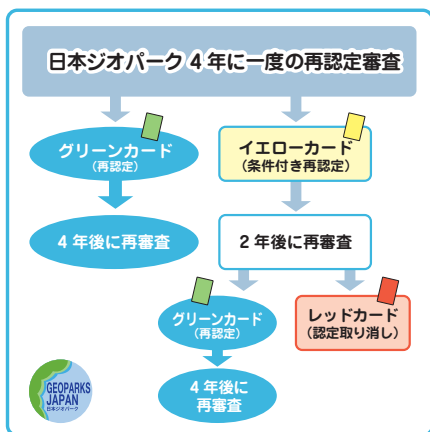 日本ジオパーク 4 年に一度の再認定審査
グリーンカード
（再認定）
イエローカード
（条件付き再認定）
4 年後に再審査
2 年後に再審査
グリーンカード
（再認定）
レッドカード
（認定取り消し）
4 年後に
再審査
GEOPARKS
JAPAN
日本ジオパーク